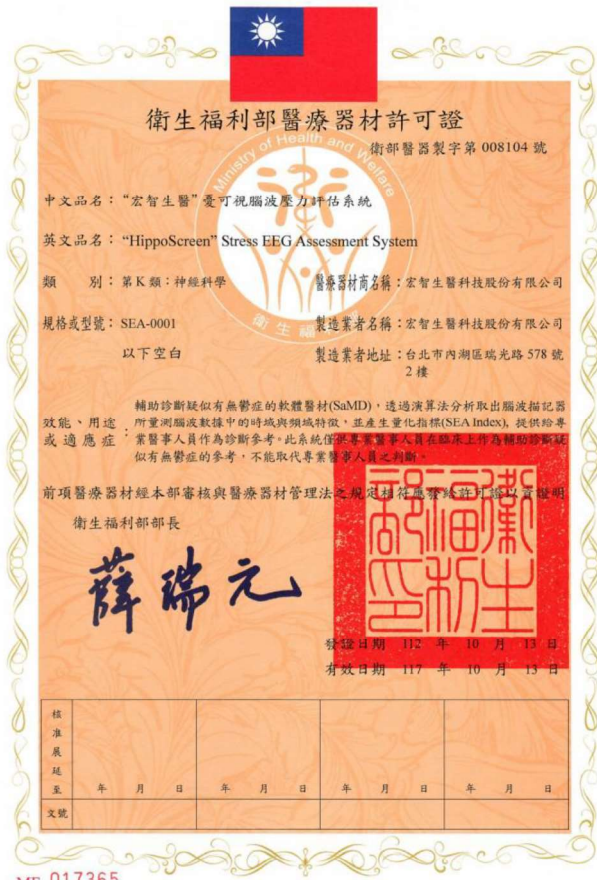 衛生福利部醫療器材許可證
衛部醫器製字第 008104 號
Ministry of Health and Welfare
中文品名：“宏智生醫”憂可視腦波壓力評估系統
英文品名：“HippoScreen” Stress EEG Assessment System
類　　別：第K類：神經科學
醫療器材商名稱：宏智生醫科技股份有限公司
規格或型號：SEA-0001
製造業者名稱：宏智生醫科技股份有限公司
以下空白
製造業者地址：台北市內湖區瑞光路 578 號
2 樓
衛生福
效能、用途
或適應症：
輔助診斷疑似有無鬱症的軟體醫材(SaMD)，透過演算法分析取出腦波描記器
所量測腦波數據中的時域與頻域特徵，並產生量化指標(SEA Index), 提供給專
業醫事人員作為診斷參考。此系統僅供專業醫事人員在臨床上作為輔助診斷疑
似有無鬱症的參考，不能取代專業醫事人員之判斷。
前項醫療器材經本部審核與醫療器材管理法之規定相符應發給許可證以資證明
衛生福利部部長
薛瑞元
衛生福利部印
發證日期 112 年 10 月 13 日
有效日期 117 年 10 月 13 日
核准展延至
年 月 日 年 月 日 年 月 日 年 月 日
文號
ME 017365